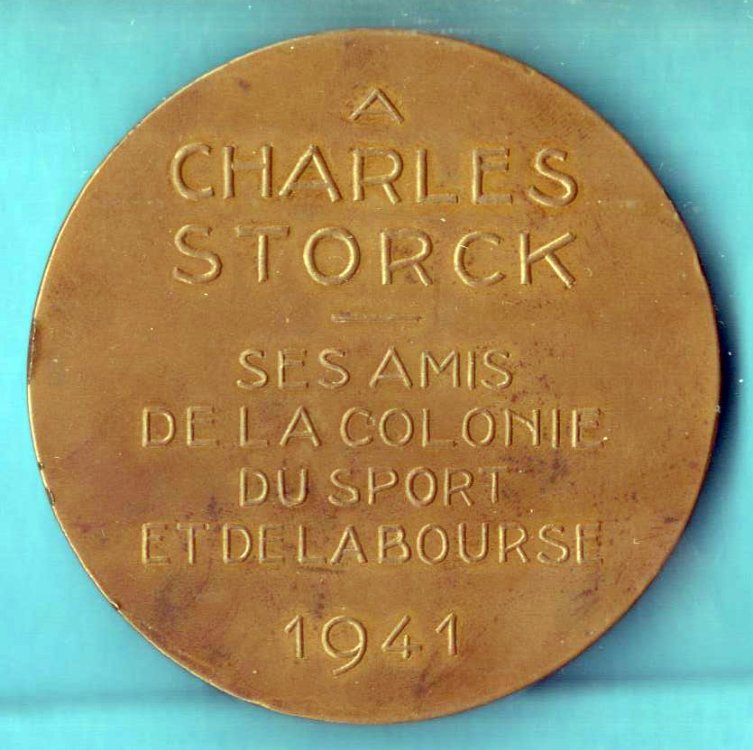 A
CHARLES
STORCK
SES AMIS
DE LA COLONIE
DU SPORT
ET DE LA BOURSE
1941